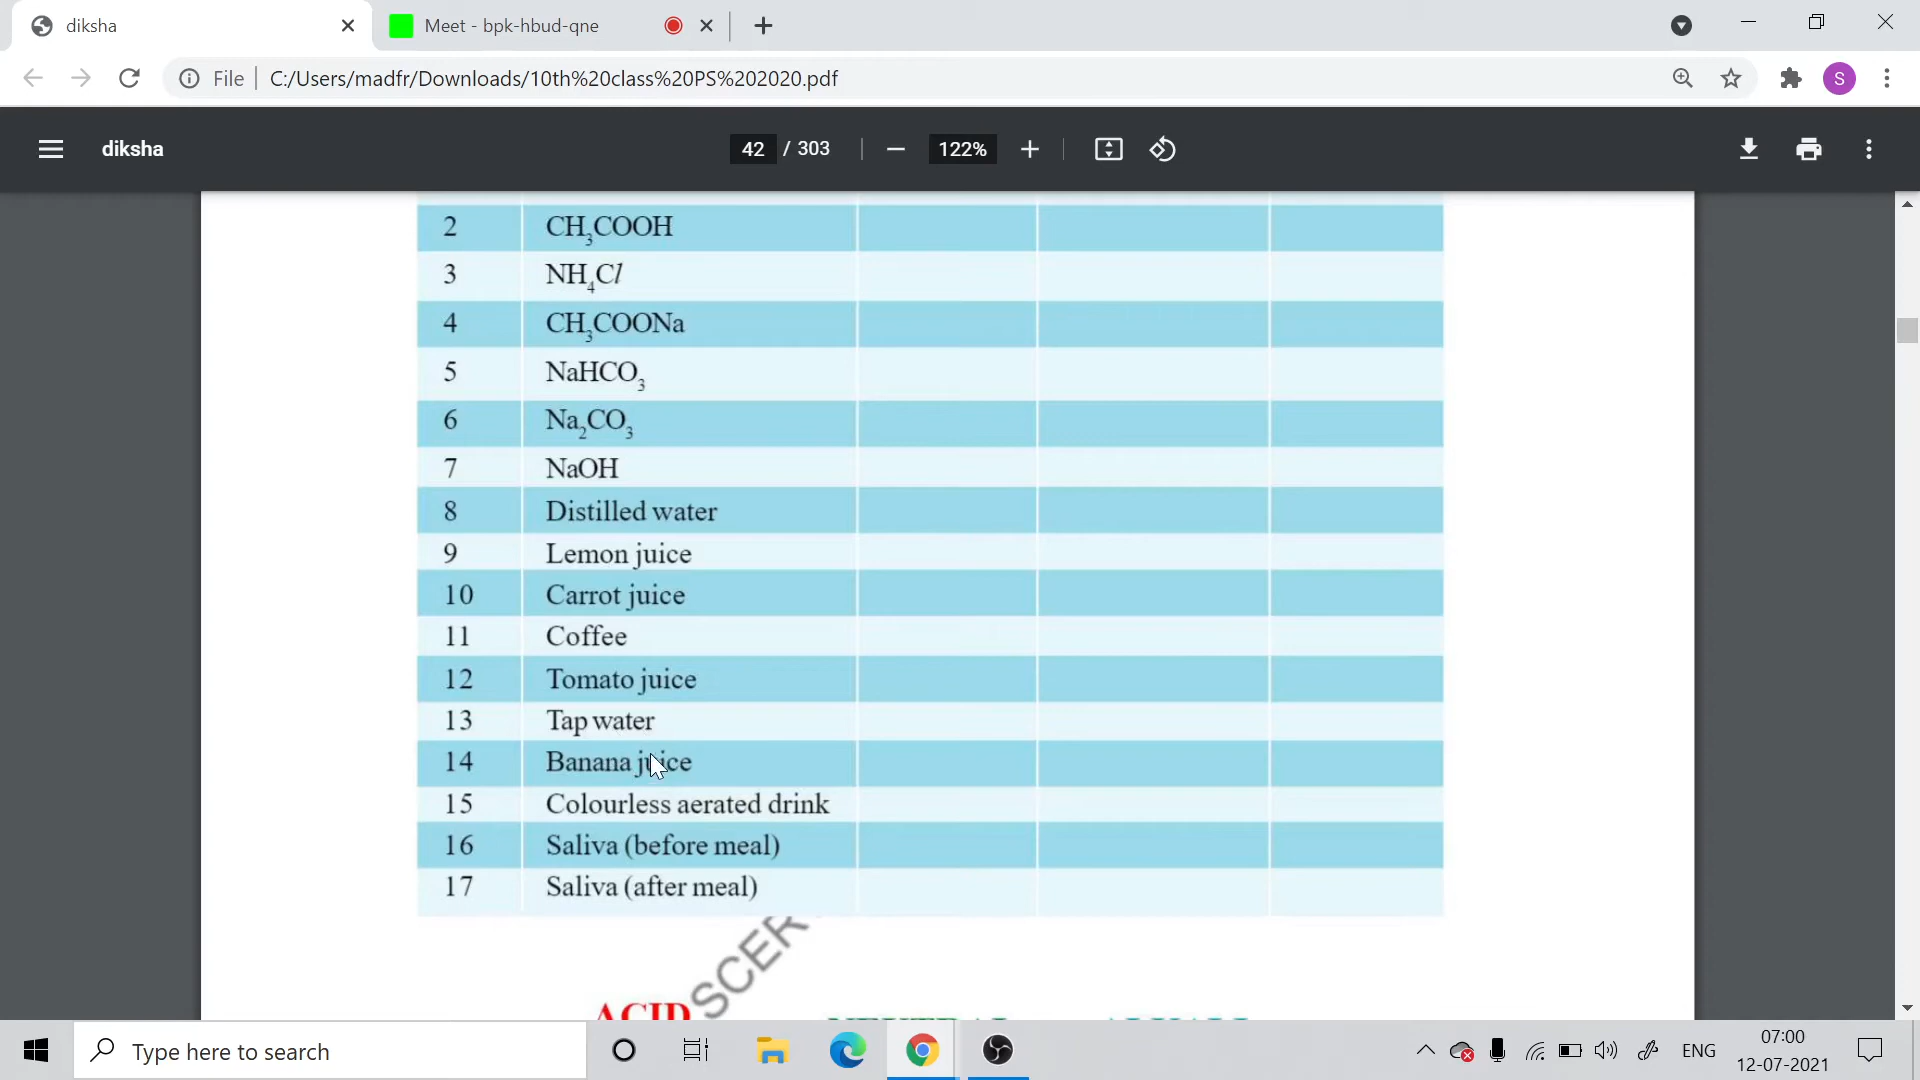 diksha
Meet - bpk-hbud-qne
File C:/Users/madfr/Downloads/10th%20class%20PS%202020.pdf
S
diksha
42 / 303
122%
2 CH₃COOH
3 NH₄Cl
4 CH₃COONa
5 NaHCO₃
6 Na₂CO₃
7 NaOH
8 Distilled water
9 Lemon juice
10 Carrot juice
11 Coffee
12 Tomato juice
13 Tap water
14 Banana juice
15 Colourless aerated drink
16 Saliva (before meal)
17 Saliva (after meal)
SCER
ACID
Type here to search
ENG
07:00
12-07-2021